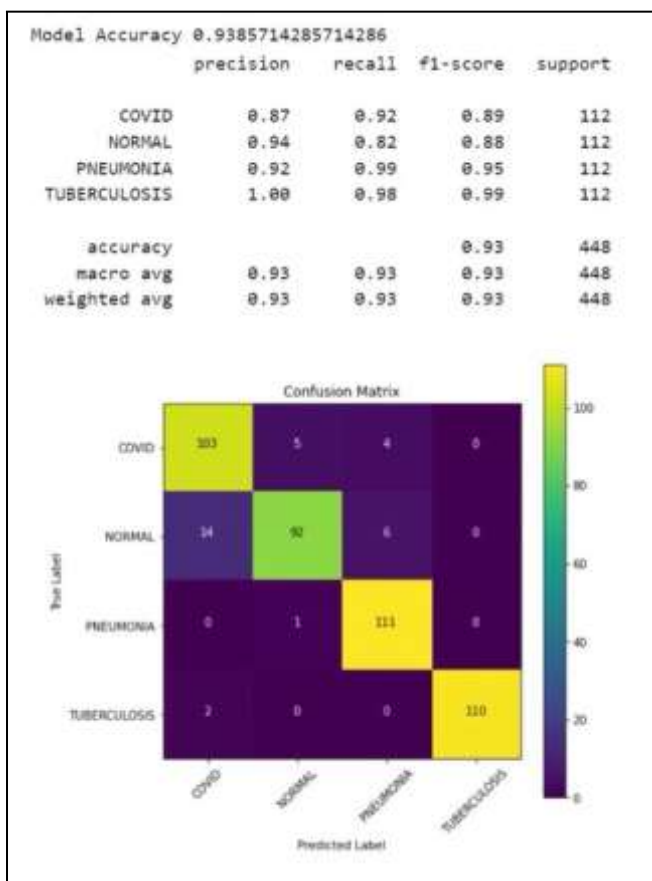 Model Accuracy 0.9385714285714286
precision recall f1-score support
COVID 0.87 0.92 0.89 112
NORMAL 0.94 0.82 0.88 112
PNEUMONIA 0.92 0.99 0.95 112
TUBERCULOSIS 1.00 0.98 0.99 112
accuracy 0.93 448
macro avg 0.93 0.93 0.93 448
weighted avg 0.93 0.93 0.93 448
Confusion Matrix
100
COVID 103 5 4 0
80
NORMAL 14 92 6 0
60
True Label
40
PNEUMONIA 0 1 111 0
20
TUBERCULOSIS 2 0 0 110
0
COVID NORMAL PNEUMONIA TUBERCULOSIS
Predicted Label